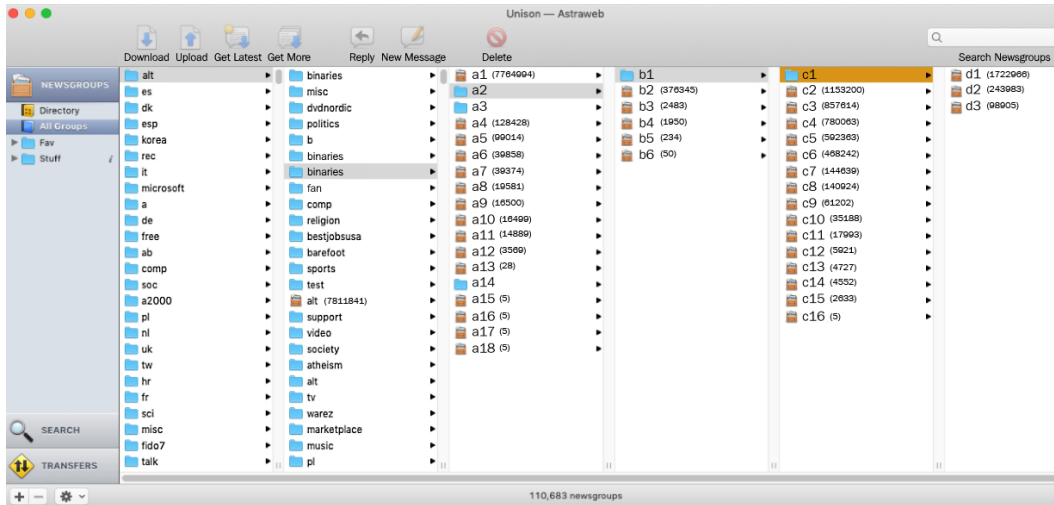 Unison — Astraweb
Download Upload Get Latest Get More Reply New Message Delete Search Newsgroups
NEWSGROUPS
Directory
All Groups
Fav
Stuff i
SEARCH
TRANSFERS
alt
es
dk
esp
korea
rec
it
microsoft
a
de
free
ab
comp
soc
a2000
pl
nl
uk
tw
hr
fr
sci
misc
fido7
talk
binaries
misc
dvdnordic
politics
b
binaries
binaries
fan
comp
religion
bestjobsusa
barefoot
sports
test
alt (7811841)
support
video
society
atheism
alt
tv
warez
marketplace
music
pl
a1 (7764994)
a2
a3
a4 (128428)
a5 (99014)
a6 (39858)
a7 (39374)
a8 (19581)
a9 (16500)
a10 (16499)
a11 (14889)
a12 (3569)
a13 (28)
a14
a15 (5)
a16 (5)
a17 (5)
a18 (5)
b1
b2 (376345)
b3 (2483)
b4 (1950)
b5 (234)
b6 (50)
c1
c2 (1153200)
c3 (857614)
c4 (780063)
c5 (592363)
c6 (468242)
c7 (144639)
c8 (140924)
c9 (61202)
c10 (35188)
c11 (17993)
c12 (5921)
c13 (4727)
c14 (4552)
c15 (2633)
c16 (5)
d1 (1722966)
d2 (243983)
d3 (98905)
110,683 newsgroups